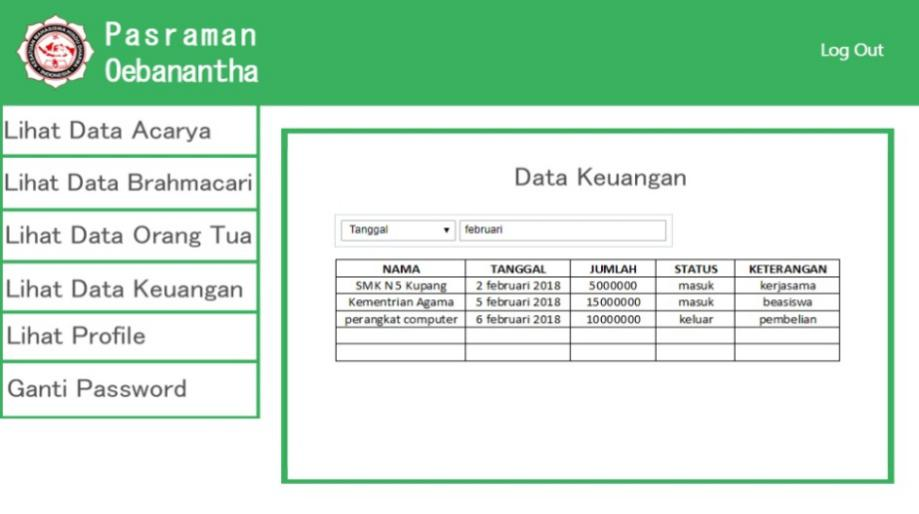 Pasraman
Oebanantha
Log Out
Lihat Data Acarya
Lihat Data Brahmacari
Lihat Data Orang Tua
Lihat Data Keuangan
Lihat Profile
Ganti Password
Data Keuangan
Tanggal februari
NAMA TANGGAL JUMLAH STATUS KETERANGAN
SMK N 5 Kupang 2 februari 2018 5000000 masuk kerjasama
Kementrian Agama 5 februari 2018 15000000 masuk beasiswa
perangkat computer 6 februari 2018 10000000 keluar pembelian